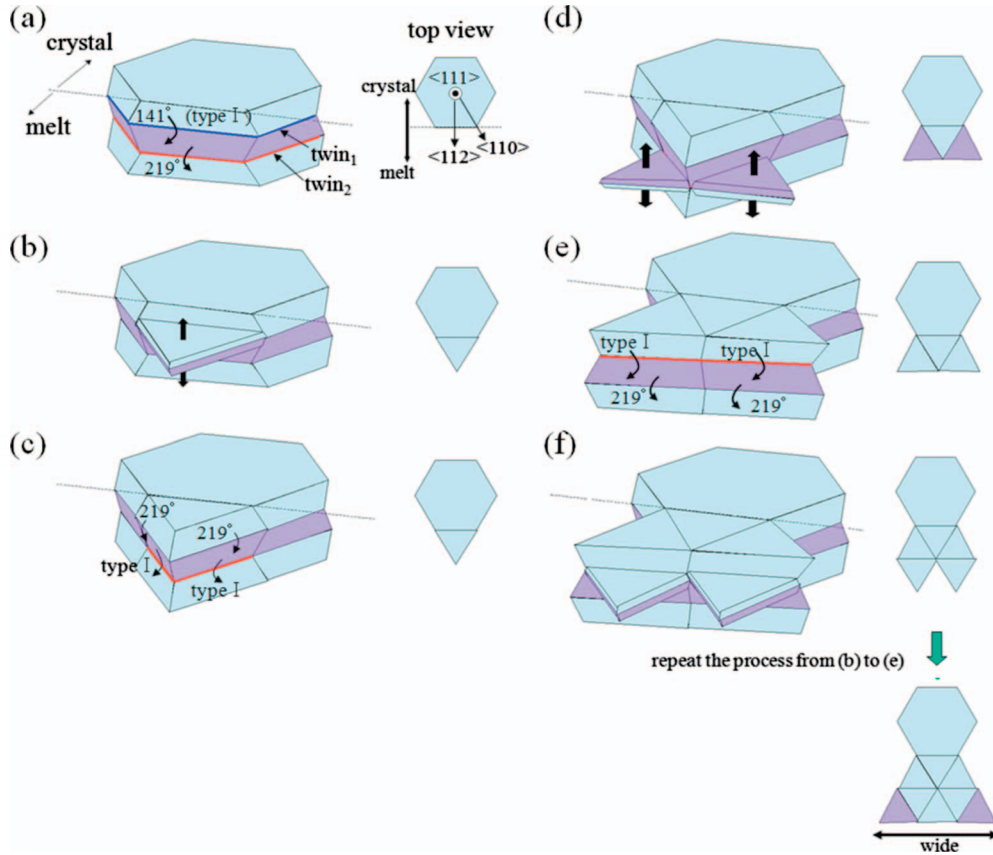 (a)
crystal
melt
141° (type Ⅰ)
219°
twin₁
twin₂
top view
crystal
melt
<111>
<112>
<110>
(b)
(c)
219°
219°
type Ⅰ
type Ⅰ
(d)
(e)
type Ⅰ
type Ⅰ
219°
219°
(f)
repeat the process from (b) to (e)
wide